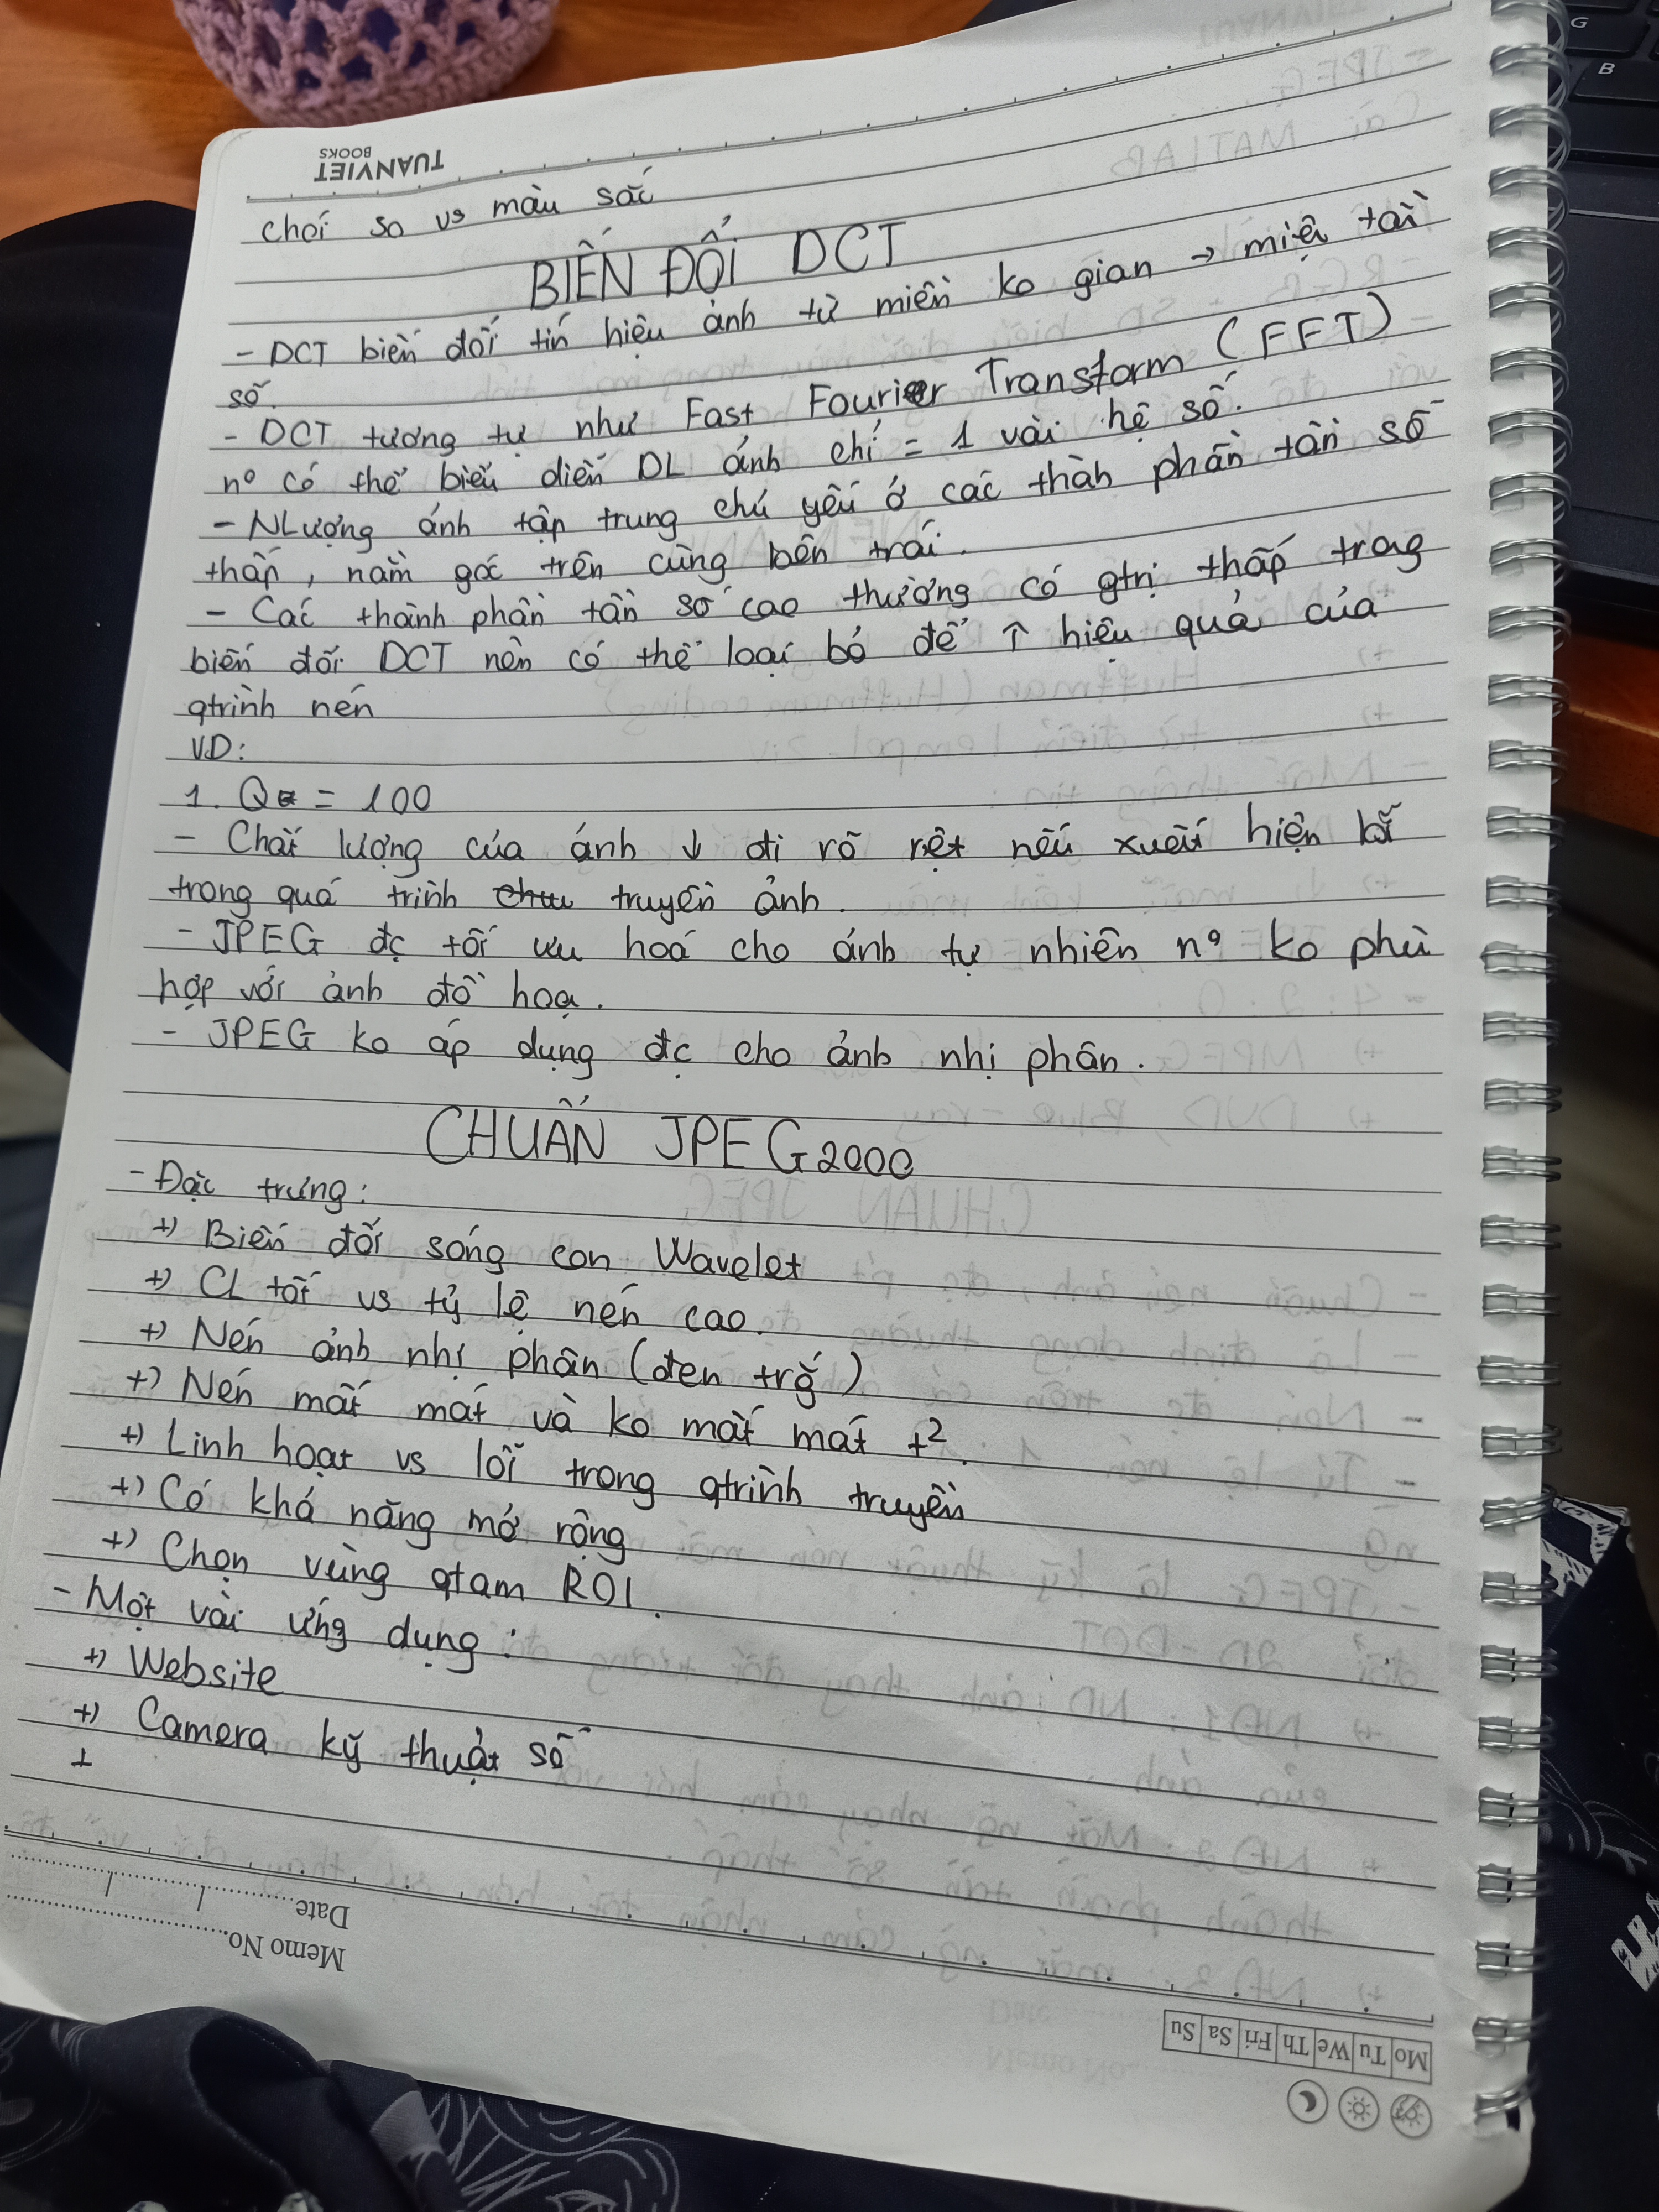 TUANVIET
BOOKS
chói so vs màu sắc
BIẾN ĐỔI DCT
- DCT biến đổi tín hiệu ảnh từ miền ko gian → miền tần
số.
- DCT tương tự như Fast Fourier Transform (FFT)
nº có thể biểu diễn DL ảnh chỉ = 1 vài hệ số.
- NLượng ảnh tập trung chủ yếu ở các thành phần tần số
thấp, nằm góc trên cùng bên trái.
- Các thành phần tần số cao thường có gtrị thấp trong
biến đổi DCT nên có thể loại bỏ để ↑ hiệu quả của
qtrình nén
VD:
1. Q = 100
- Chất lượng của ảnh ↓ đi rõ rệt nếu xuất hiện lỗi
trong quá trình truyền ảnh.
- JPEG đc tối ưu hoá cho ảnh tự nhiên nº ko phù
hợp với ảnh đồ hoạ.
- JPEG ko áp dụng đc cho ảnh nhị phân.
CHUẨN JPEG2000
- Đặc trưng:
+) Biến đổi sóng con Wavelet
+) CL tốt vs tỷ lệ nén cao.
+) Nén ảnh nhị phân (đen trg)
+) Nén mất mát và ko mất mát t².
+) Linh hoạt vs lỗi trong qtrình truyền
+) Có khả năng mở rộng
+) Chọn vùng qtam ROI.
- Một vài ứng dụng:
+) Website
+) Camera kỹ thuật số
+
Date
Memo No.
Mo Tu We Th Fri Sa Su